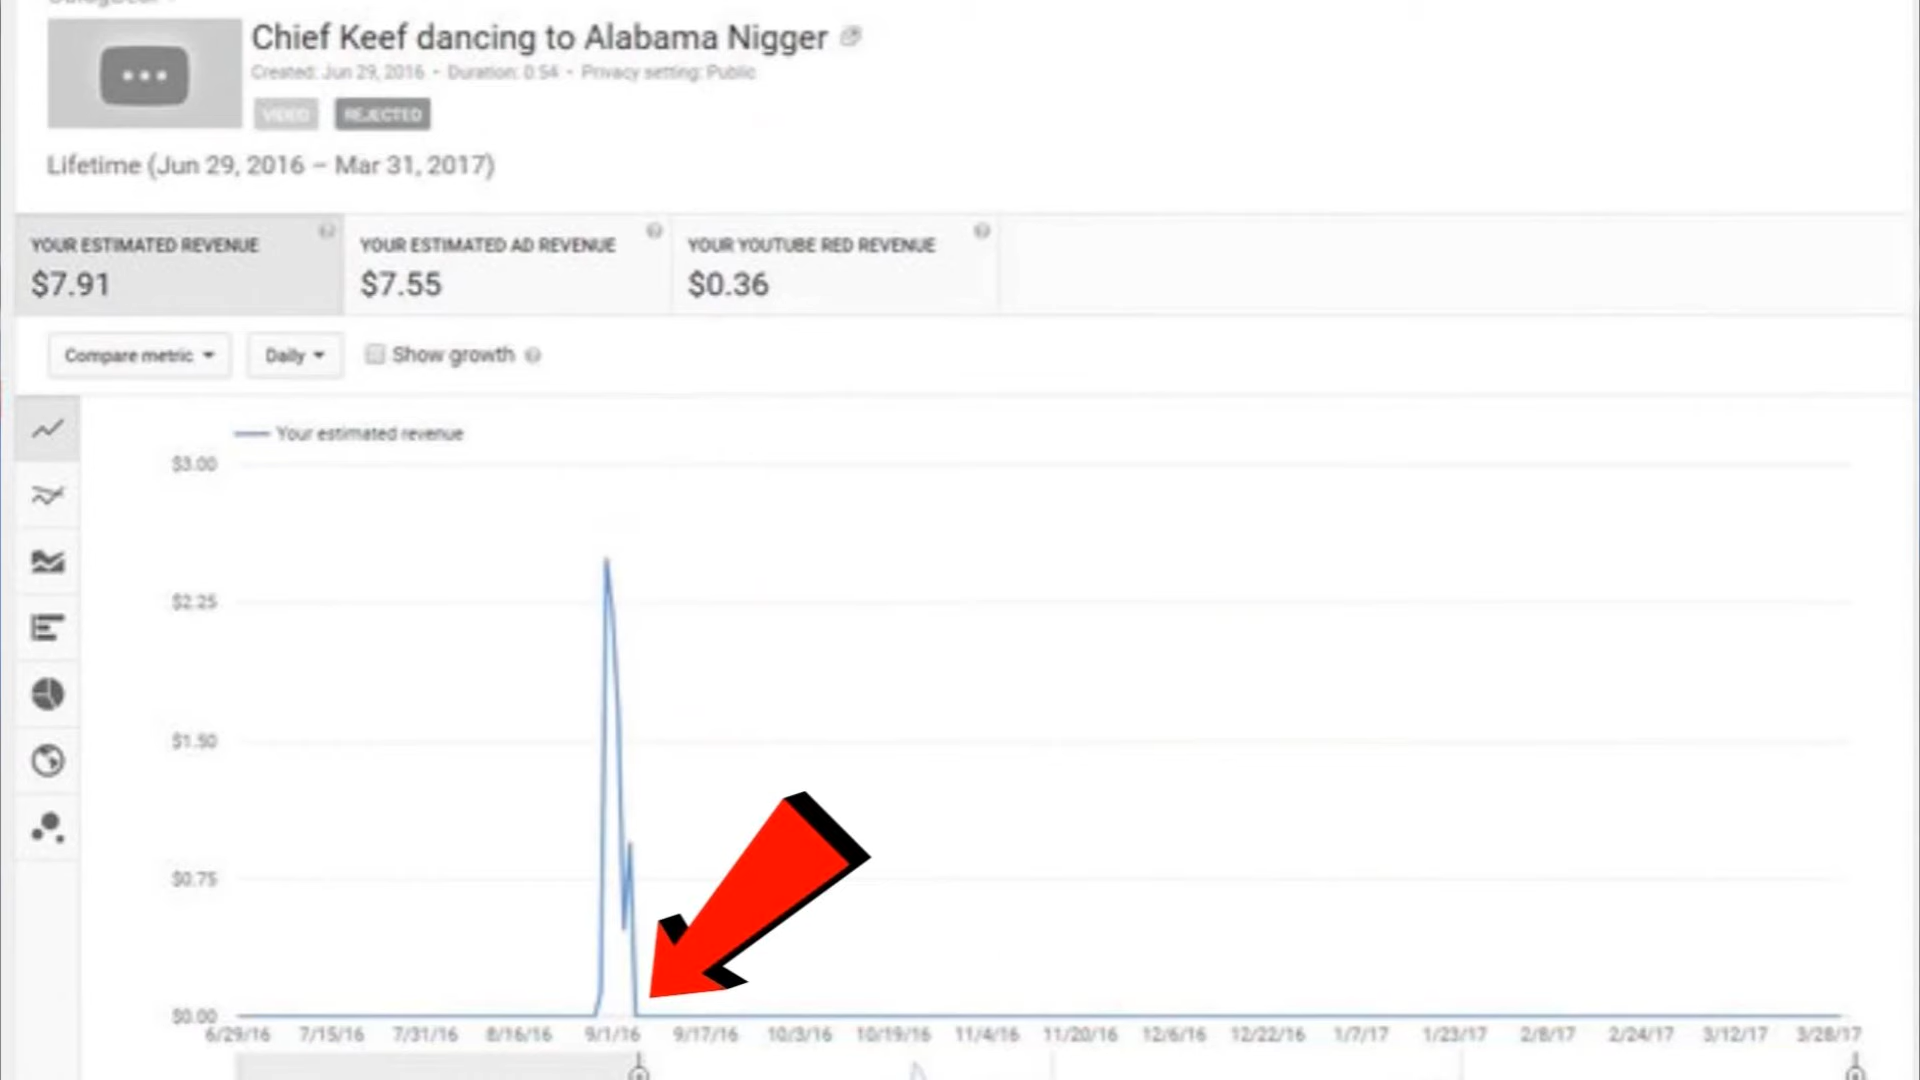 Chief Keef dancing to Alabama Nigger
Created: Jun 29, 2016 • Duration: 0:54 • Privacy setting: Public
VIDEO REJECTED
Lifetime (Jun 29, 2016 – Mar 31, 2017)
YOUR ESTIMATED REVENUE YOUR ESTIMATED AD REVENUE YOUR YOUTUBE RED REVENUE
$7.91 $7.55 $0.36
Compare metric Daily Show growth
Your estimated revenue
$3.00
$2.25
$1.50
$0.75
$0.00
6/29/16 7/15/16 7/31/16 8/16/16 9/1/16 9/17/16 10/3/16 10/19/16 11/4/16 11/20/16 12/6/16 12/22/16 1/7/17 1/23/17 2/8/17 2/24/17 3/12/17 3/28/17